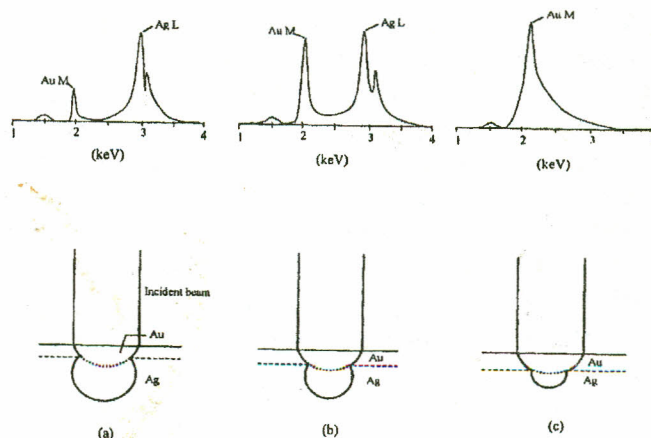 Au M
Ag L
1 2 3 4
(keV)
Au M
Ag L
1 2 3 4
(keV)
Au M
1 2 3
(keV)
Incident beam
Au
Ag
(a)
Au
Ag
(b)
Au
Ag
(c)